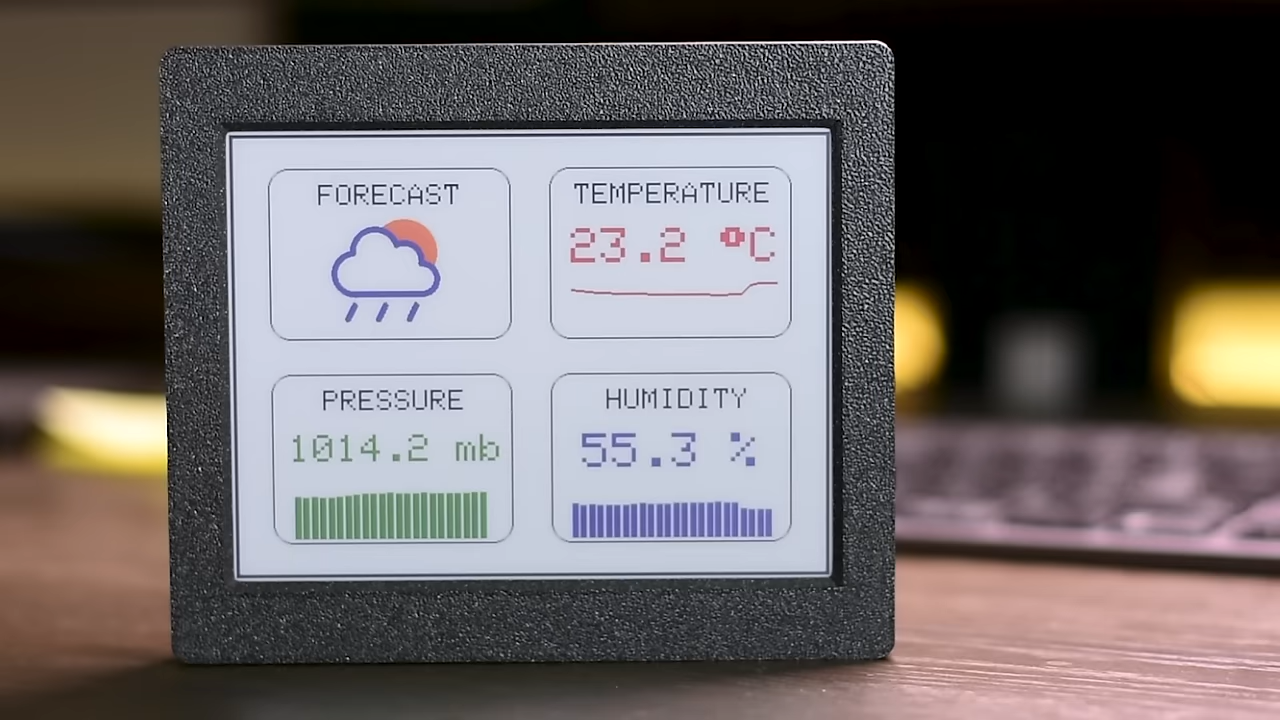 FORECAST
TEMPERATURE
23.2 °C
PRESSURE
1014.2 mb
HUMIDITY
55.3 %